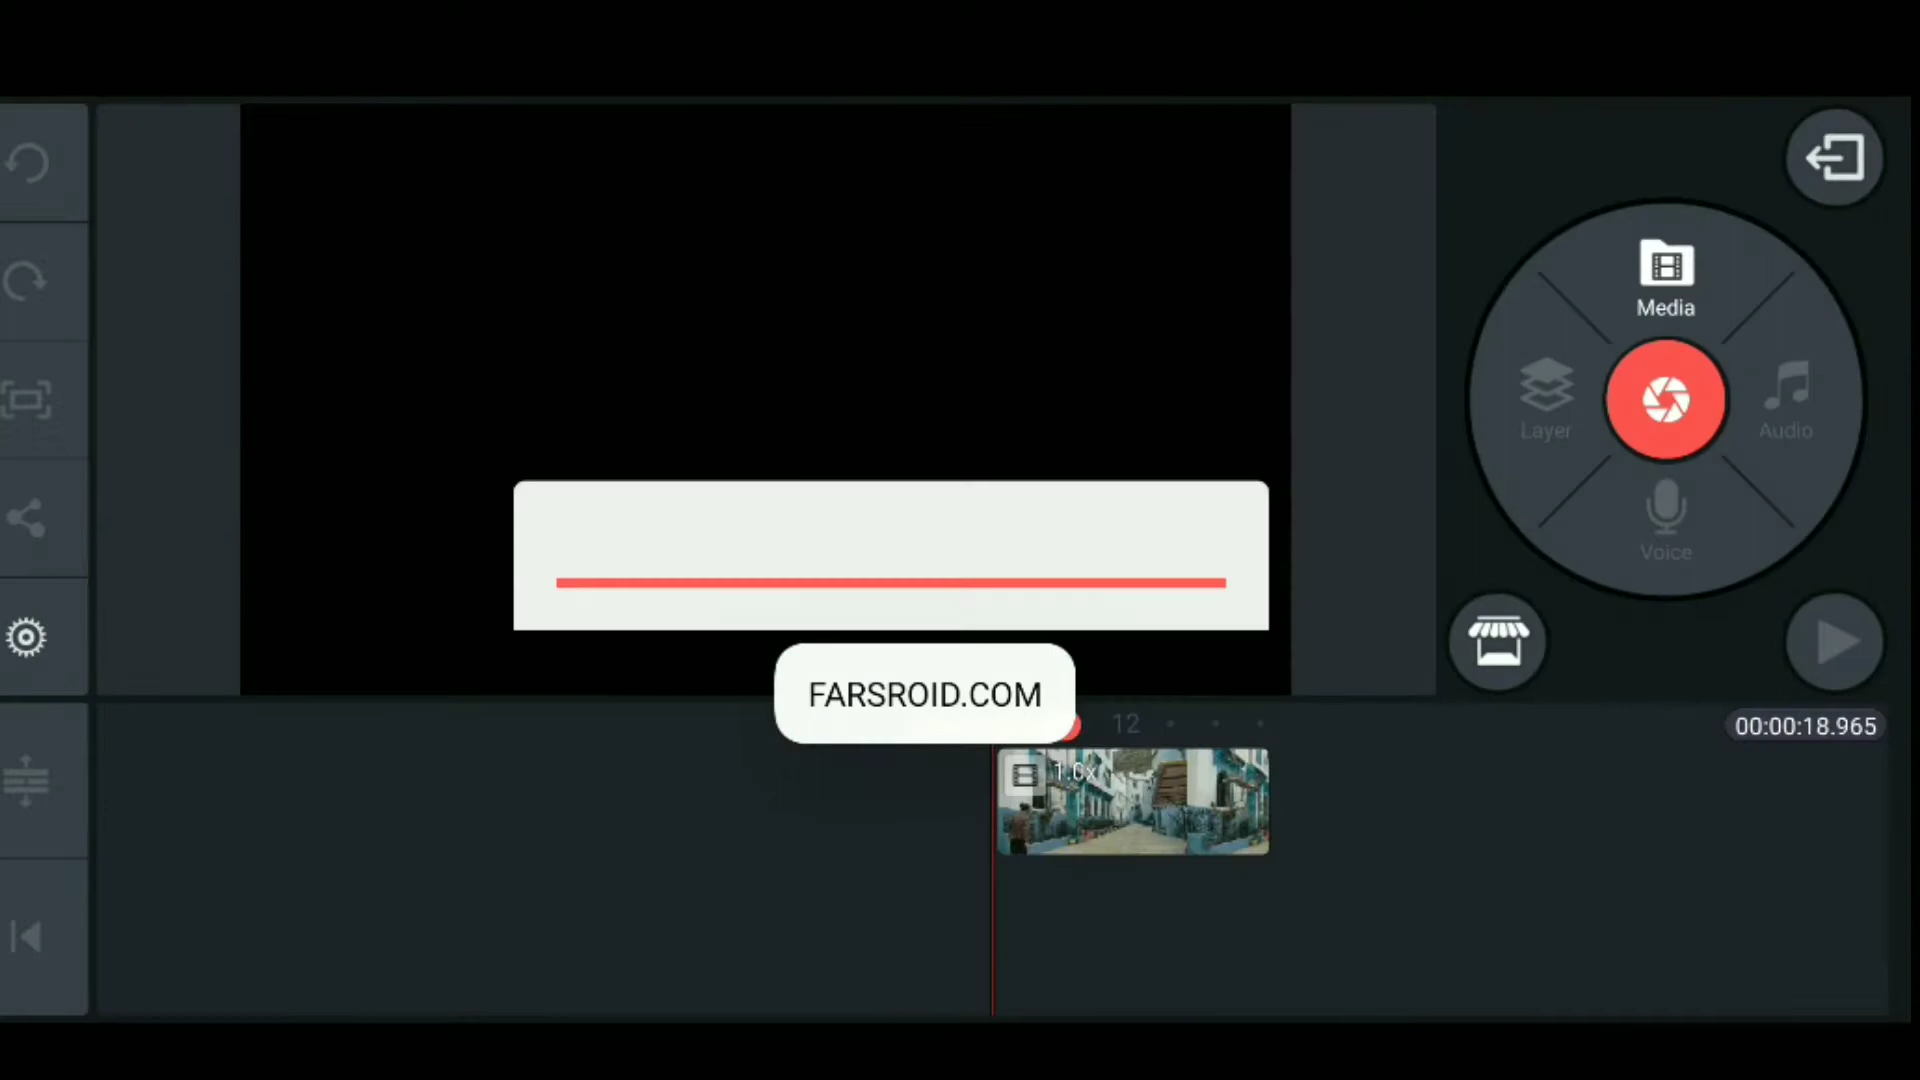 Media
Layer
Audio
Voice
FARSROID.COM
12
00:00:18.965
1.0x